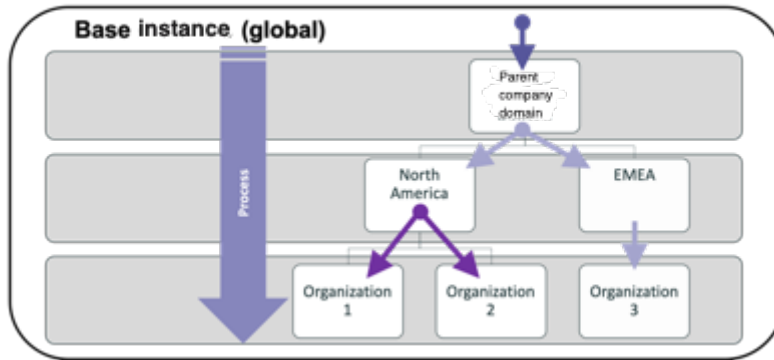 Base instance (global)
Parent
company
domain
Process
North
America
EMEA
Organization
1
Organization
2
Organization
3